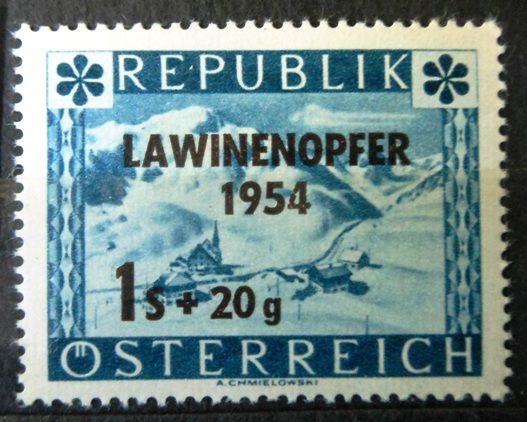 REPUBLIK
LAWINENOPFER
1954
1s + 20g
ÖSTERREICH
A. CHMIELOWSKI